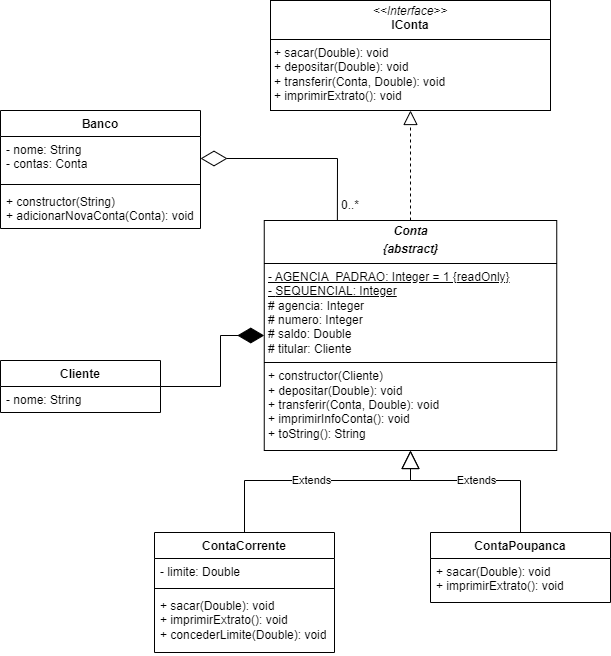 <<Interface>>
IConta
+ sacar(Double): void
+ depositar(Double): void
+ transferir(Conta, Double): void
+ imprimirExtrato(): void
Banco
- nome: String
- contas: Conta
+ constructor(String)
+ adicionarNovaConta(Conta): void
0..*
Conta
{abstract}
- AGENCIA_PADRAO: Integer = 1 {readOnly}
- SEQUENCIAL: Integer
# agencia: Integer
# numero: Integer
# saldo: Double
# titular: Cliente
+ constructor(Cliente)
+ depositar(Double): void
+ transferir(Conta, Double): void
+ imprimirInfoConta(): void
+ toString(): String
Cliente
- nome: String
Extends
Extends
ContaCorrente
- limite: Double
+ sacar(Double): void
+ imprimirExtrato(): void
+ concederLimite(Double): void
ContaPoupanca
+ sacar(Double): void
+ imprimirExtrato(): void